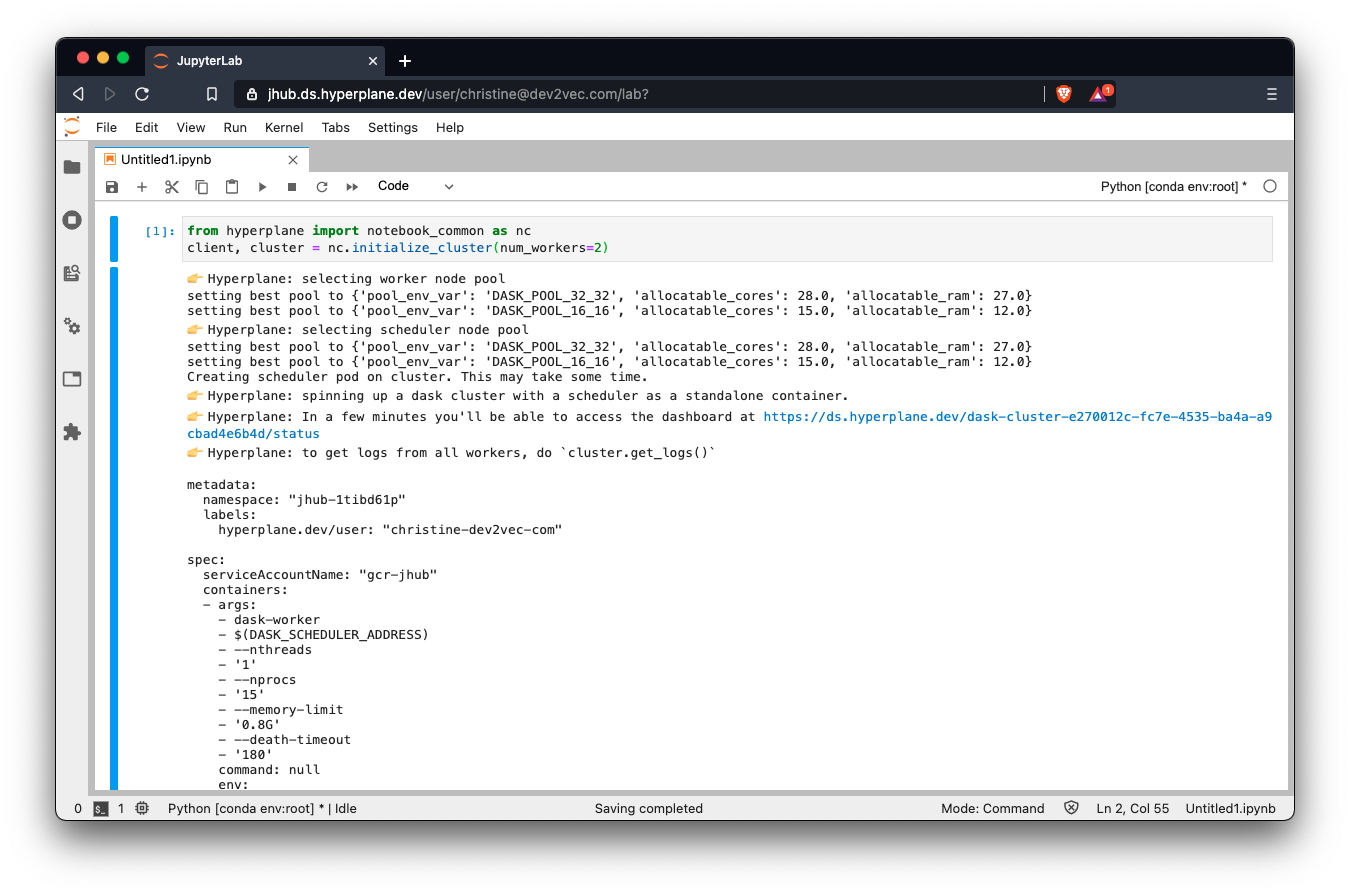 JupyterLab
jhub.ds.hyperplane.dev/user/christine@dev2vec.com/lab?
1
File Edit View Run Kernel Tabs Settings Help
Untitled1.ipynb
Code
Python [conda env:root] *
[1]:
from hyperplane import notebook_common as nc
client, cluster = nc.initialize_cluster(num_workers=2)
👉 Hyperplane: selecting worker node pool
setting best pool to {'pool_env_var': 'DASK_POOL_32_32', 'allocatable_cores': 28.0, 'allocatable_ram': 27.0}
setting best pool to {'pool_env_var': 'DASK_POOL_16_16', 'allocatable_cores': 15.0, 'allocatable_ram': 12.0}
👉 Hyperplane: selecting scheduler node pool
setting best pool to {'pool_env_var': 'DASK_POOL_32_32', 'allocatable_cores': 28.0, 'allocatable_ram': 27.0}
setting best pool to {'pool_env_var': 'DASK_POOL_16_16', 'allocatable_cores': 15.0, 'allocatable_ram': 12.0}
Creating scheduler pod on cluster. This may take some time.
👉 Hyperplane: spinning up a dask cluster with a scheduler as a standalone container.
👉 Hyperplane: In a few minutes you'll be able to access the dashboard at https://ds.hyperplane.dev/dask-cluster-e270012c-fc7e-4535-ba4a-a9
cbad4e6b4d/status
👉 Hyperplane: to get logs from all workers, do `cluster.get_logs()`
metadata:
  namespace: "jhub-1tibd61p"
  labels:
    hyperplane.dev/user: "christine-dev2vec-com"
spec:
  serviceAccountName: "gcr-jhub"
  containers:
  - args:
    - dask-worker
    - $(DASK_SCHEDULER_ADDRESS)
    - --nthreads
    - '1'
    - --nprocs
    - '15'
    - --memory-limit
    - '0.8G'
    - --death-timeout
    - '180'
    command: null
    env:
0 $_ 1 Python [conda env:root] * | Idle Saving completed Mode: Command Ln 2, Col 55 Untitled1.ipynb